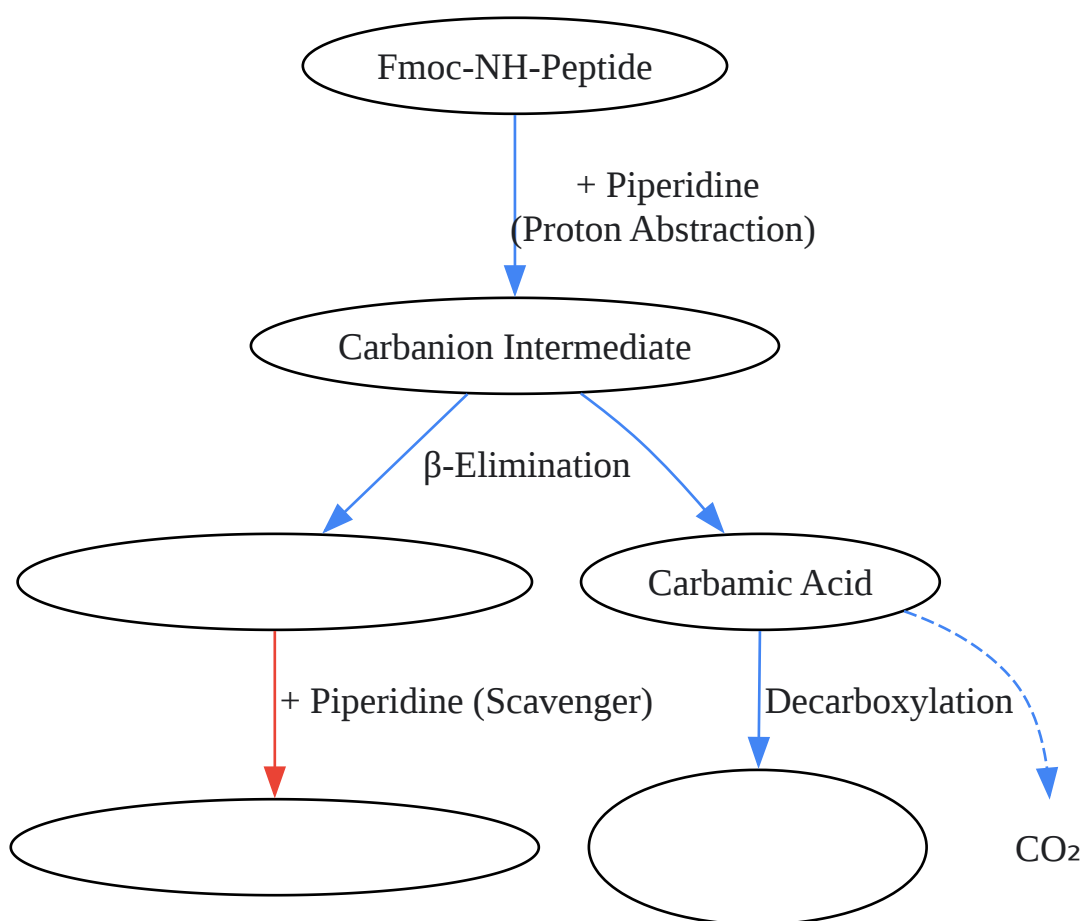 Fmoc-NH-Peptide
+ Piperidine
(Proton Abstraction)
Carbanion Intermediate
β-Elimination
Carbamic Acid
+ Piperidine (Scavenger)
Decarboxylation
CO₂